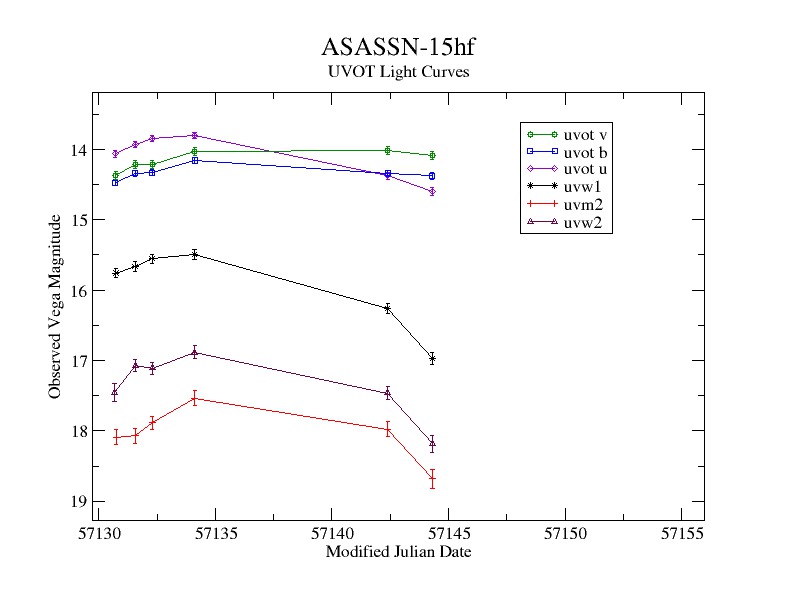 ASASSN-15hf
UVOT Light Curves
uvot v
uvot b
uvot u
uvw1
uvm2
uvw2
Observed Vega Magnitude
14
15
16
17
18
19
57130 57135 57140 57145 57150 57155
Modified Julian Date